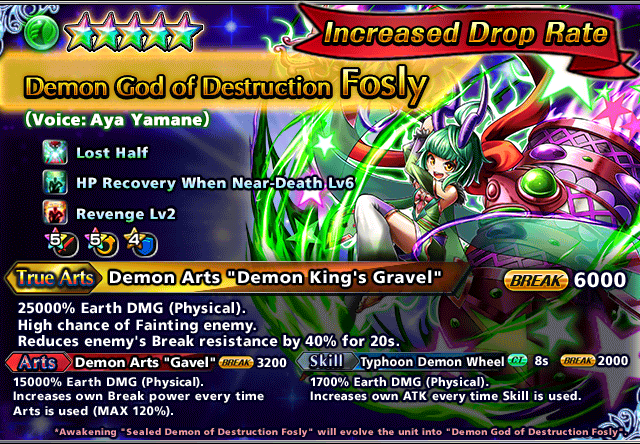 Increased Drop Rate
Demon God of Destruction Fosly
(Voice: Aya Yamane)
Lost Half
HP Recovery When Near-Death Lv6
Revenge Lv2
5 5 4
True Arts Demon Arts "Demon King's Gravel" BREAK 6000
25000% Earth DMG (Physical).
High chance of Fainting enemy.
Reduces enemy's Break resistance by 40% for 20s.
Arts Demon Arts "Gavel" BREAK 3200
15000% Earth DMG (Physical).
Increases own Break power every time
Arts is used (MAX 120%).
Skill Typhoon Demon Wheel CT 8s BREAK 2000
1700% Earth DMG (Physical).
Increases own ATK every time Skill is used.
*Awakening "Sealed Demon of Destruction Fosly" will evolve the unit into "Demon God of Destruction Fosly".